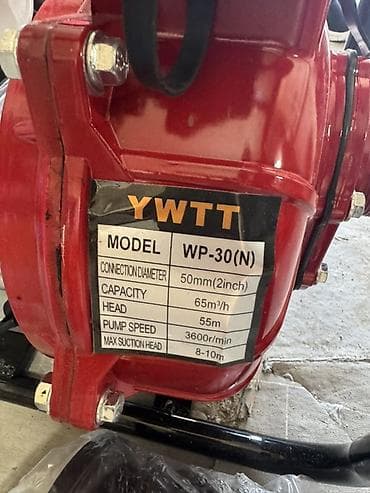 YWTT
MODEL WP-30(N)
CONNECTION DIAMETER 50mm(2inch)
CAPACITY 65m³/h
HEAD 55m
PUMP SPEED 3600r/min
MAX SUCTION HEAD 8-10m